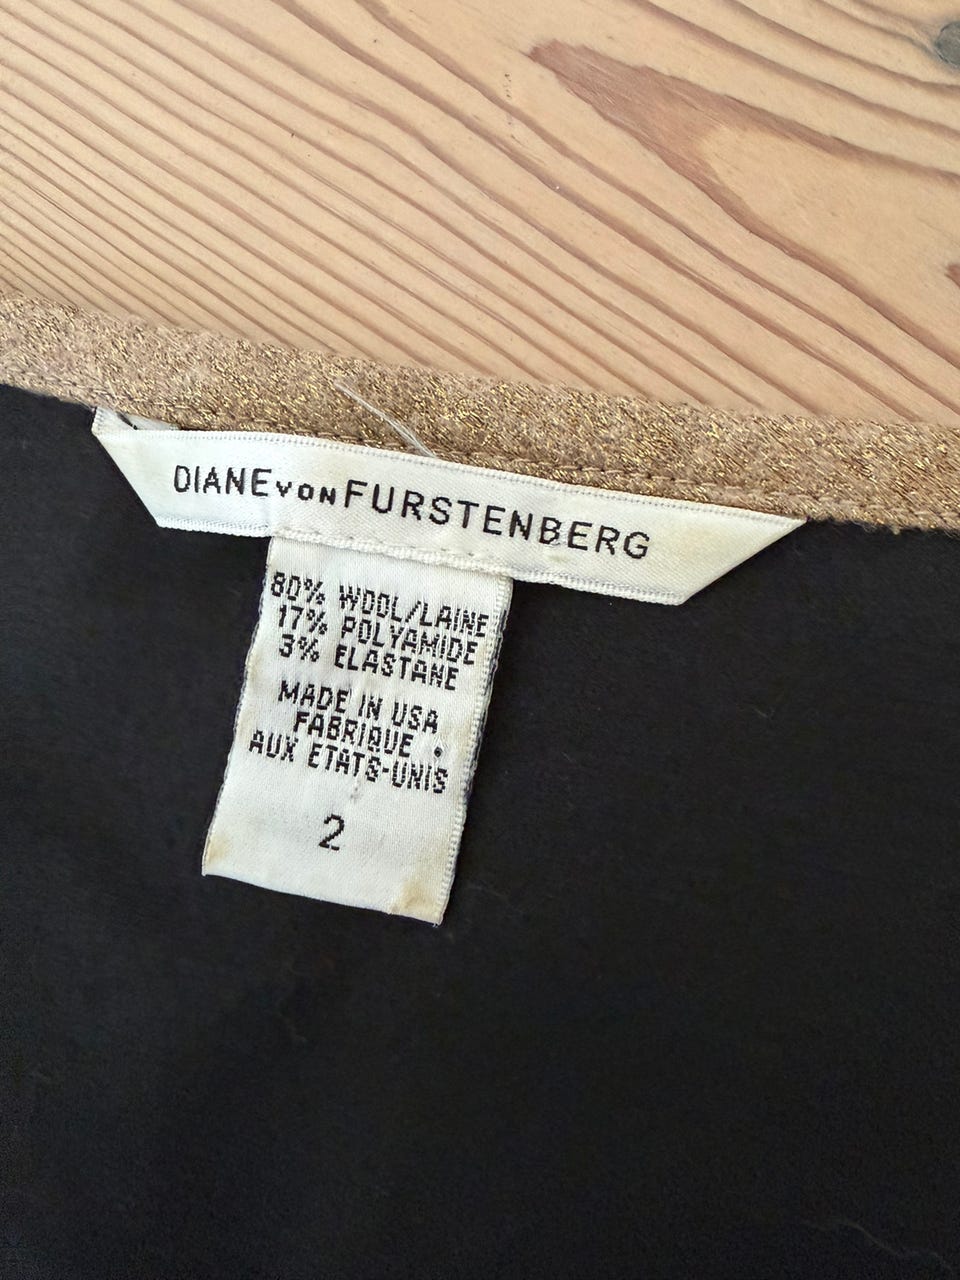 DIANE VON FURSTENBERG
80% WOOL/LAINE
17% POLYAMIDE
3% ELASTANE
MADE IN USA
FABRIQUE
AUX ETATS-UNIS
2